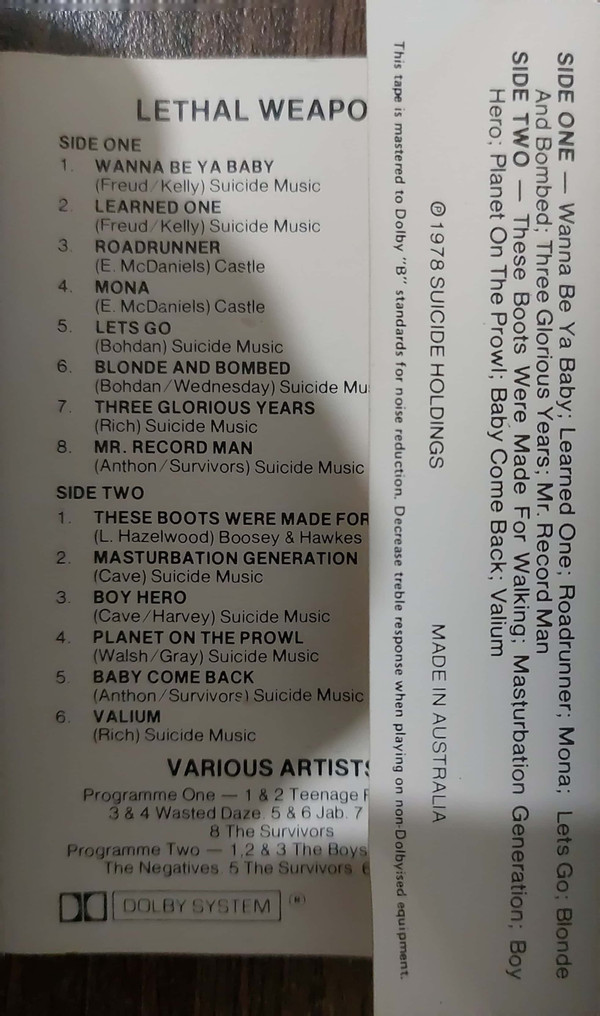 LETHAL WEAPO
SIDE ONE
1. WANNA BE YA BABY
(Freud/Kelly) Suicide Music
2. LEARNED ONE
(Freud/Kelly) Suicide Music
3. ROADRUNNER
(E. McDaniels) Castle
4. MONA
(E. McDaniels) Castle
5. LETS GO
(Bohdan) Suicide Music
6. BLONDE AND BOMBED
(Bohdan/Wednesday) Suicide Mu
7. THREE GLORIOUS YEARS
(Rich) Suicide Music
8. MR. RECORD MAN
(Anthon/Survivors) Suicide Music
SIDE TWO
1. THESE BOOTS WERE MADE FOR
(L. Hazelwood) Boosey & Hawkes
2. MASTURBATION GENERATION
(Cave) Suicide Music
3. BOY HERO
(Cave/Harvey) Suicide Music
4. PLANET ON THE PROWL
(Walsh/Gray) Suicide Music
5. BABY COME BACK
(Anthon/Survivors) Suicide Music
6. VALIUM
(Rich) Suicide Music
VARIOUS ARTISTS
Programme One — 1 & 2 Teenage
3 & 4 Wasted Daze. 5 & 6 Jab. 7
8 The Survivors
Programme Two — 1,2 & 3 The Boys
The Negatives. 5 The Survivors 6
DOLBY SYSTEM (R)
SIDE ONE — Wanna Be Ya Baby; Learned One; Roadrunner; Mona; Lets Go; Blonde
And Bombed; Three Glorious Years; Mr. Record Man
SIDE TWO — These Boots Were Made For Walking; Masturbation Generation; Boy
Hero; Planet On The Prowl; Baby Come Back; Valium
℗ 1978 SUICIDE HOLDINGS MADE IN AUSTRALIA
This tape is mastered to Dolby "B" standards for noise reduction. Decrease treble response when playing on non-Dolbyised equipment.